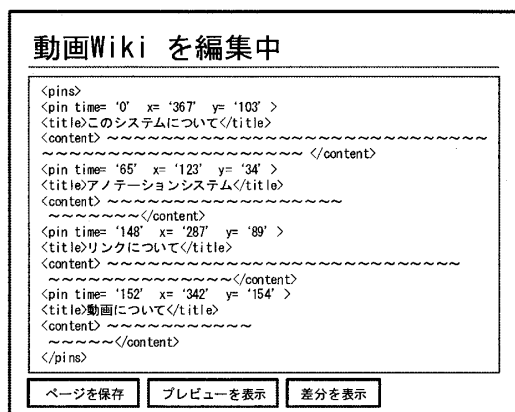 動画Wiki を編集中
<pins>
<pin time= ‘0’ x= ‘367’ y= ‘103’ >
<title>このシステムについて</title>
<content> ～～～～～～～～～～～～～～～～～～～～～～～～～～～～～
～～～～～～～～～～～～～～～～～～～～ </content>
<pin time= ‘65’ x= ‘123’ y= ‘34’ >
<title>アノテーションシステム</title>
<content> ～～～～～～～～～～～～～～～～～～
～～～～～～～</content>
<pin time= ‘148’ x= ‘287’ y= ‘89’ >
<title>リンクについて</title>
<content> ～～～～～～～～～～～～～～～～～～～～～～～～～～～
～～～～～～～～～～～～～～</content>
<pin time= ‘152’ x= ‘342’ y= ‘154’ >
<title>動画について</title>
<content> ～～～～～～～～～～～
～～～～～</content>
</pins>
ページを保存 プレビューを表示 差分を表示